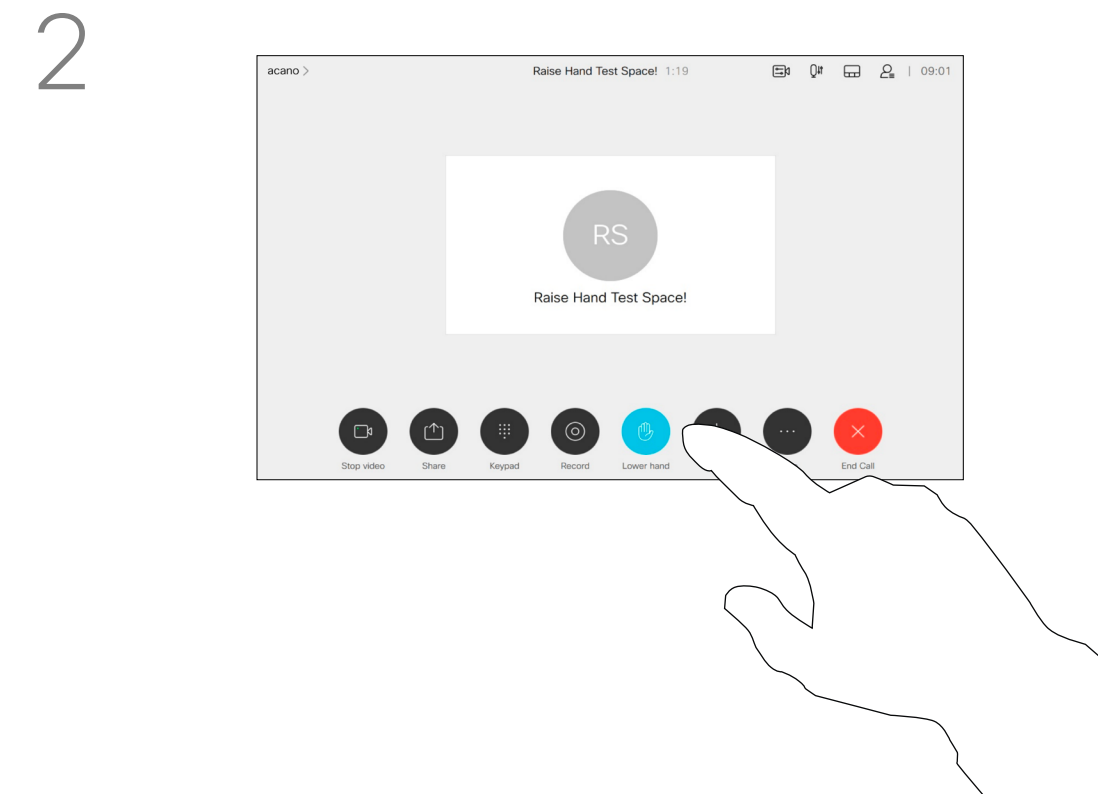 2
acano >
Raise Hand Test Space! 1:19
| 09:01
RS
Raise Hand Test Space!
Stop video
Share
Keypad
Record
Lower hand
End Call